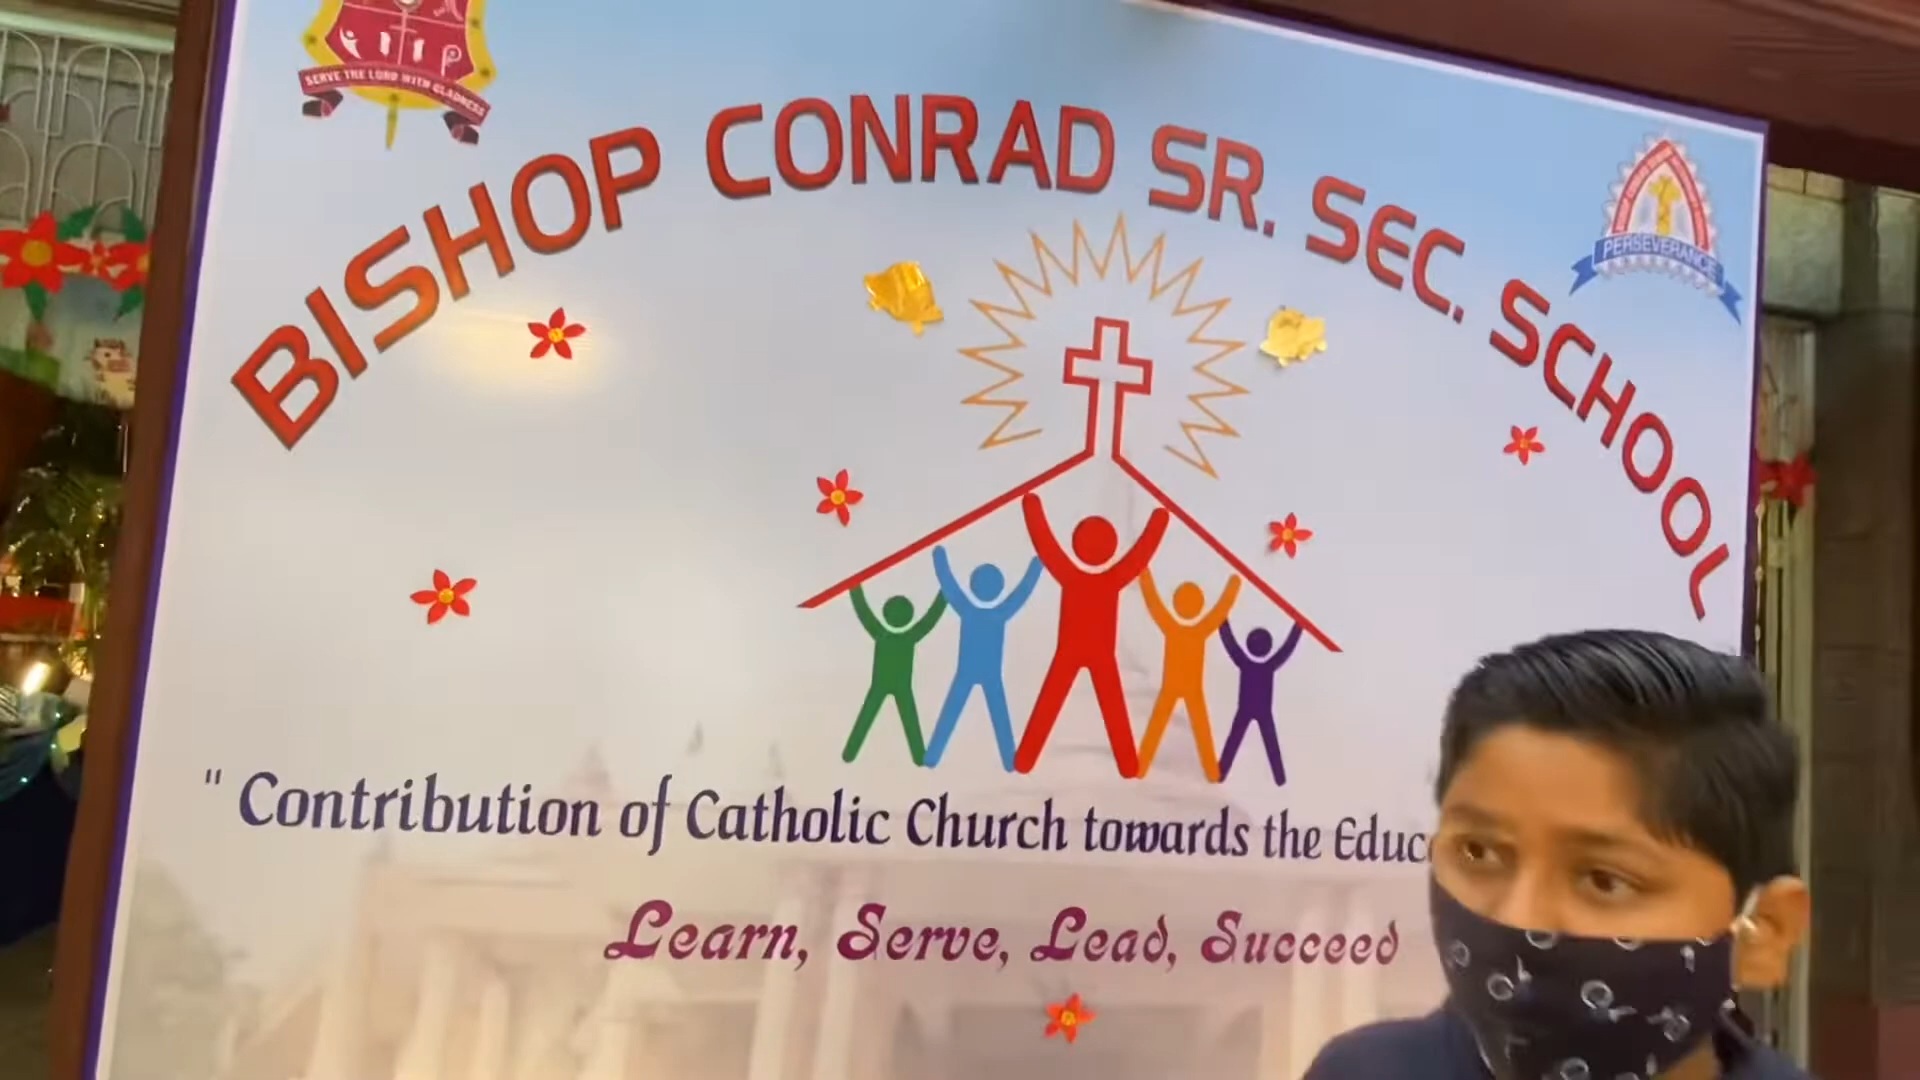 SERVE THE LORD WITH GLADNESS
BISHOP CONRAD SR. SEC. SCHOOL
PERSEVERANCE
" Contribution of Catholic Church towards the Educ
Learn, Serve, Lead, Succeed